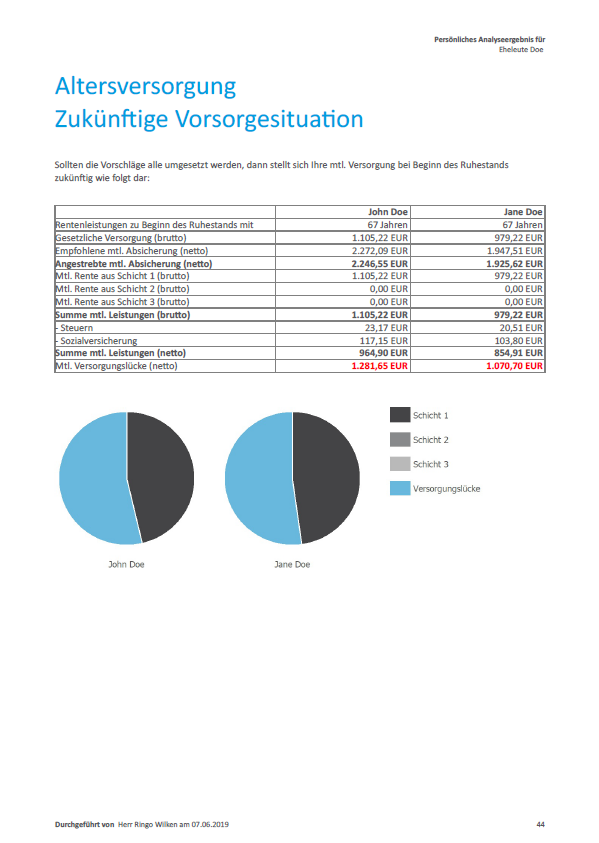 Persönliches Analyseergebnis für
Eheleute Doe
Altersversorgung
Zukünftige Vorsorgesituation
Sollten die Vorschläge alle umgesetzt werden, dann stellt sich Ihre mtl. Versorgung bei Beginn des Ruhestands
zukünftig wie folgt dar:
John Doe Jane Doe
Rentenleistungen zu Beginn des Ruhestands mit 67 Jahren 67 Jahren
Gesetzliche Versorgung (brutto) 1.105,22 EUR 979,22 EUR
Empfohlene mtl. Absicherung (netto) 2.272,09 EUR 1.947,51 EUR
Angestrebte mtl. Absicherung (netto) 2.246,55 EUR 1.925,62 EUR
Mtl. Rente aus Schicht 1 (brutto) 1.105,22 EUR 979,22 EUR
Mtl. Rente aus Schicht 2 (brutto) 0,00 EUR 0,00 EUR
Mtl. Rente aus Schicht 3 (brutto) 0,00 EUR 0,00 EUR
Summe mtl. Leistungen (brutto) 1.105,22 EUR 979,22 EUR
- Steuern 23,17 EUR 20,51 EUR
- Sozialversicherung 117,15 EUR 103,80 EUR
Summe mtl. Leistungen (netto) 964,90 EUR 854,91 EUR
Mtl. Versorgungslücke (netto) 1.281,65 EUR 1.070,70 EUR
Schicht 1
Schicht 2
Schicht 3
Versorgungslücke
John Doe Jane Doe
Durchgeführt von Herr Ringo Wilken am 07.06.2019 44